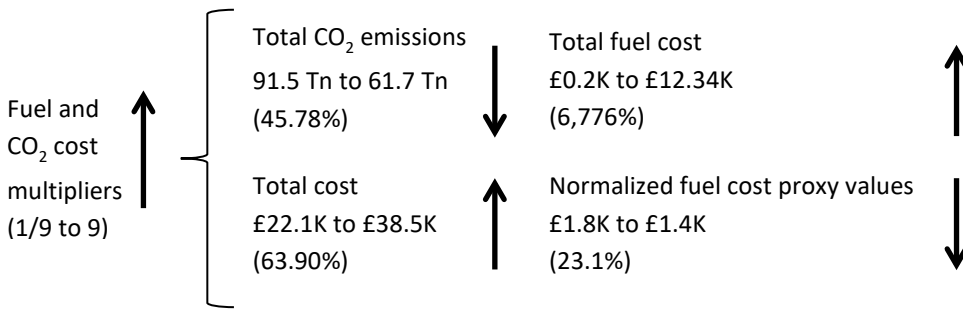 Fuel and
CO₂ cost
multipliers
(1/9 to 9)
Total CO₂ emissions
91.5 Tn to 61.7 Tn
(45.78%)
Total fuel cost
£0.2K to £12.34K
(6,776%)
Total cost
£22.1K to £38.5K
(63.90%)
Normalized fuel cost proxy values
£1.8K to £1.4K
(23.1%)